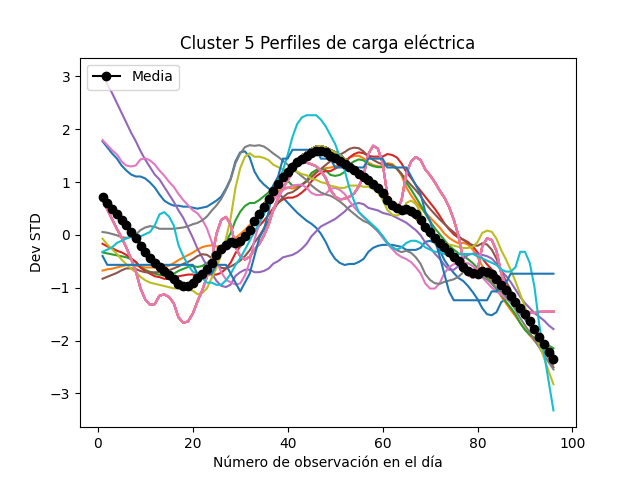 Cluster 5 Perfiles de carga eléctrica
Media
3
2
1
0
−1
−2
−3
Dev STD
0 20 40 60 80 100
Número de observación en el día